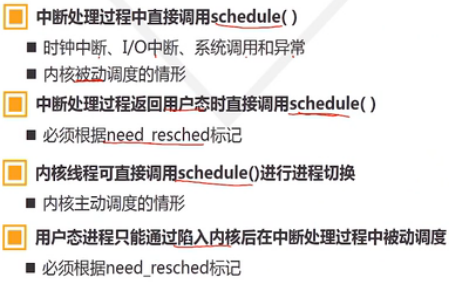 中断处理过程中直接调用schedule( )
时钟中断、I/O中断、系统调用和异常
内核被动调度的情形
中断处理过程返回用户态时直接调用schedule( )
必须根据need_resched标记
内核线程可直接调用schedule()进行进程切换
内核主动调度的情形
用户态进程只能通过陷入内核后在中断处理过程中被动调度
必须根据need_resched标记